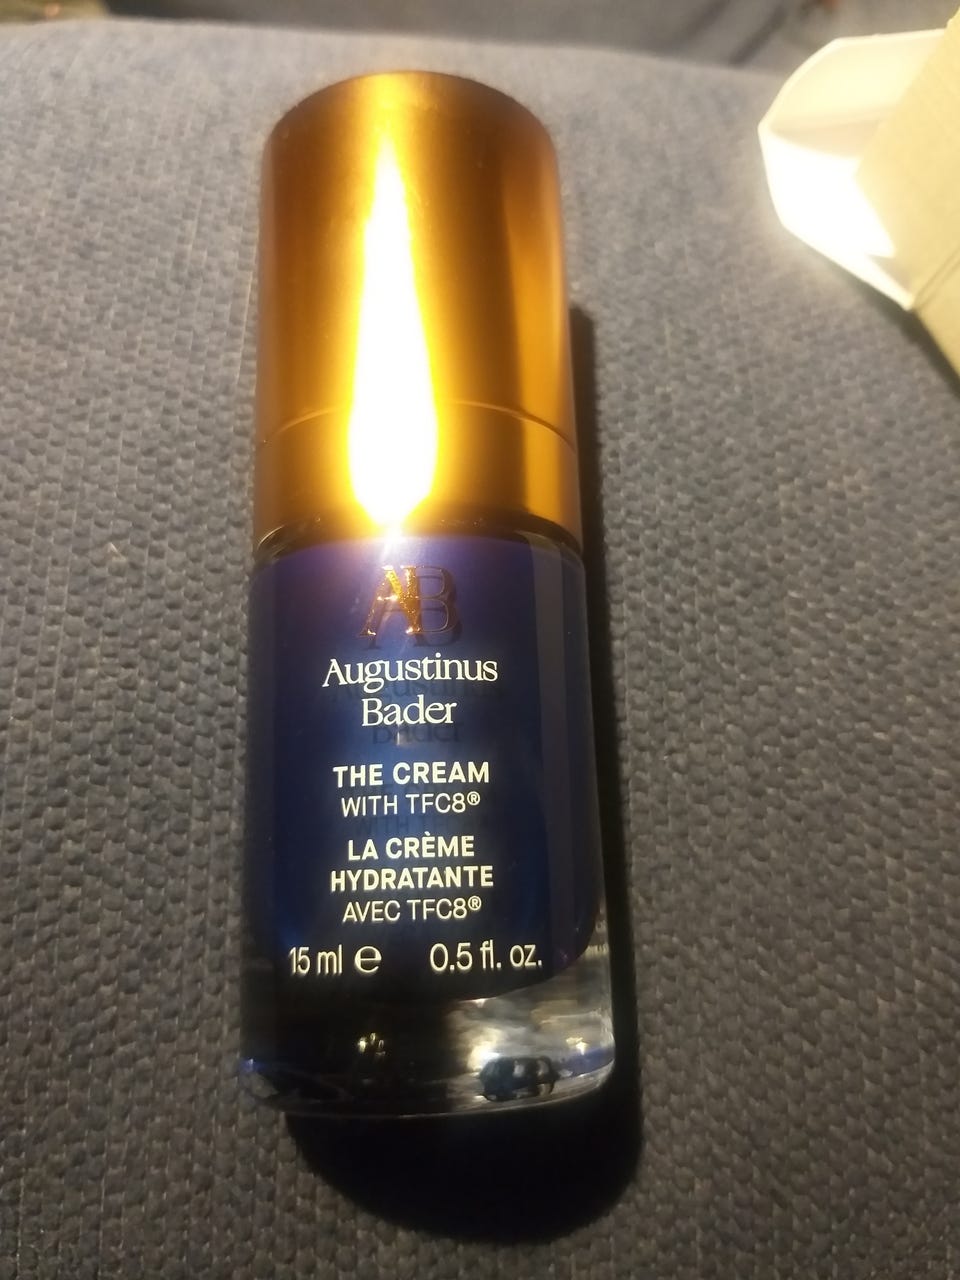 AB
Augustinus
Bader
THE CREAM
WITH TFC8®
LA CRÈME
HYDRATANTE
AVEC TFC8®
15 ml ℮ 0.5 fl. oz.